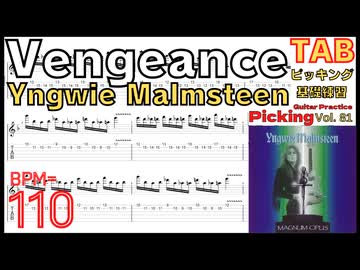 Vengeance
TAB
Yngwie Malmsteen
ピッキング
基礎練習
Guitar Practice
Picking Vol. 81
BPM=
110
Yngwie Malmsteen
MAGNUM OPUS